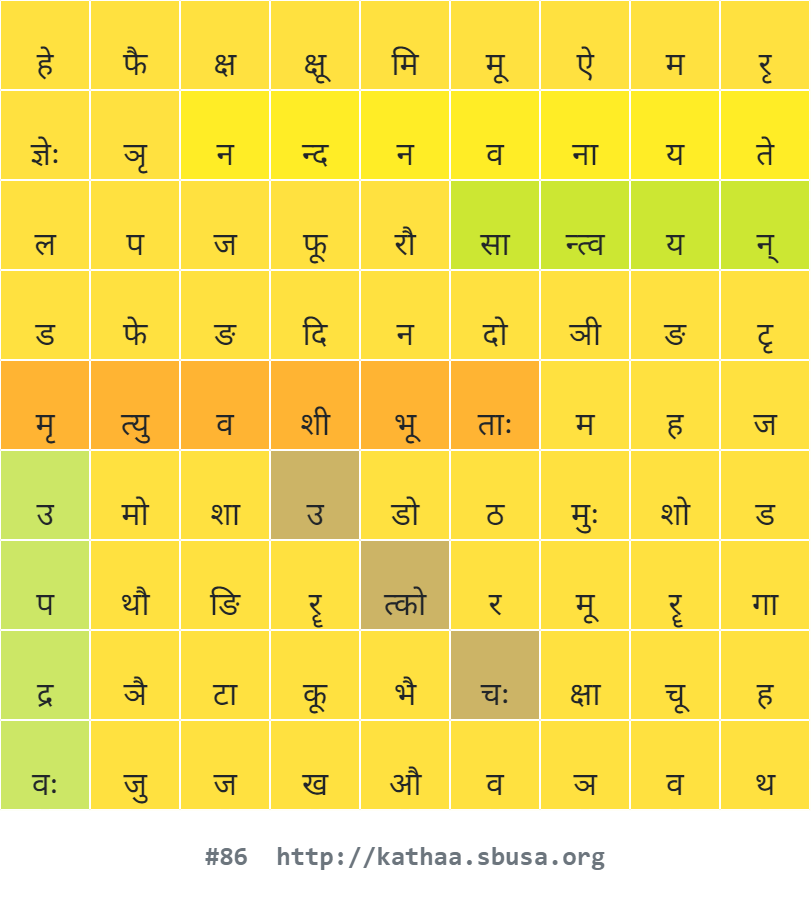 हे फै क्ष क्षू मि मू ऐ म रृ
ज्ञेः ञृ न न्द न व ना य ते
ल प ज फू रौ सा न्त्व य न्
ड फे ङ दि न दो ञी ङ टृ
मृ त्यु व शी भू ताः म ह ज
उ मो शा उ डो ठ मुः शो ड
प थौ ङि रॄ त्को र मू रॄ गा
द्र ञै टा कू भै चः क्षा चू ह
वः जु ज ख औ व ञ व थ
#86 http://kathaa.sbusa.org